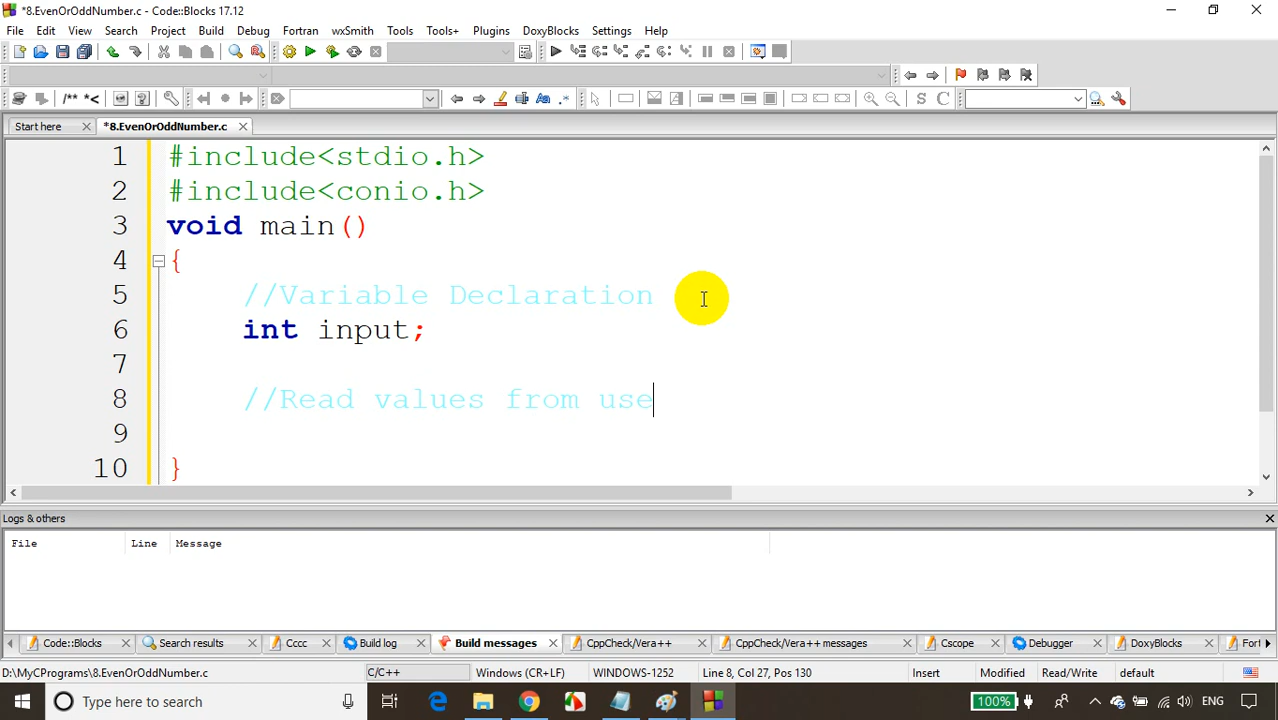 *8.EvenOrOddNumber.c - Code::Blocks 17.12
File Edit View Search Project Build Debug Fortran wxSmith Tools Tools+ Plugins DoxyBlocks Settings Help
/** *<
S C
Start here *8.EvenOrOddNumber.c
1 #include<stdio.h>
2 #include<conio.h>
3 void main()
4 {
5 //Variable Declaration
6 int input;
7
8 //Read values from use
9
10 }
Logs & others
File Line Message
Code::Blocks Search results Cccc Build log Build messages CppCheck/Vera++ CppCheck/Vera++ messages Cscope Debugger DoxyBlocks Fort
D:\MyCPrograms\8.EvenOrOddNumber.c C/C++ Windows (CR+LF) WINDOWS-1252 Line 8, Col 27, Pos 130 Insert Modified Read/Write default
Type here to search 100% ENG